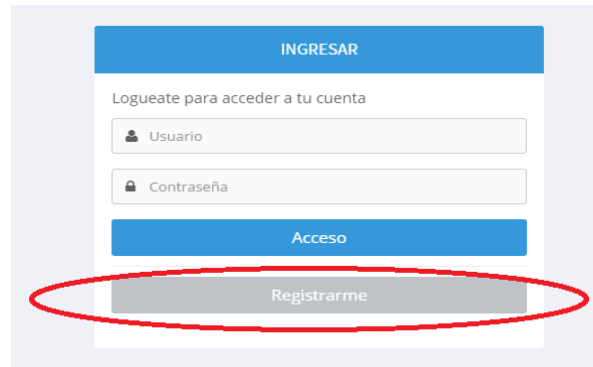 INGRESAR
Logueate para acceder a tu cuenta
Usuario
Contraseña
Acceso
Registrarme